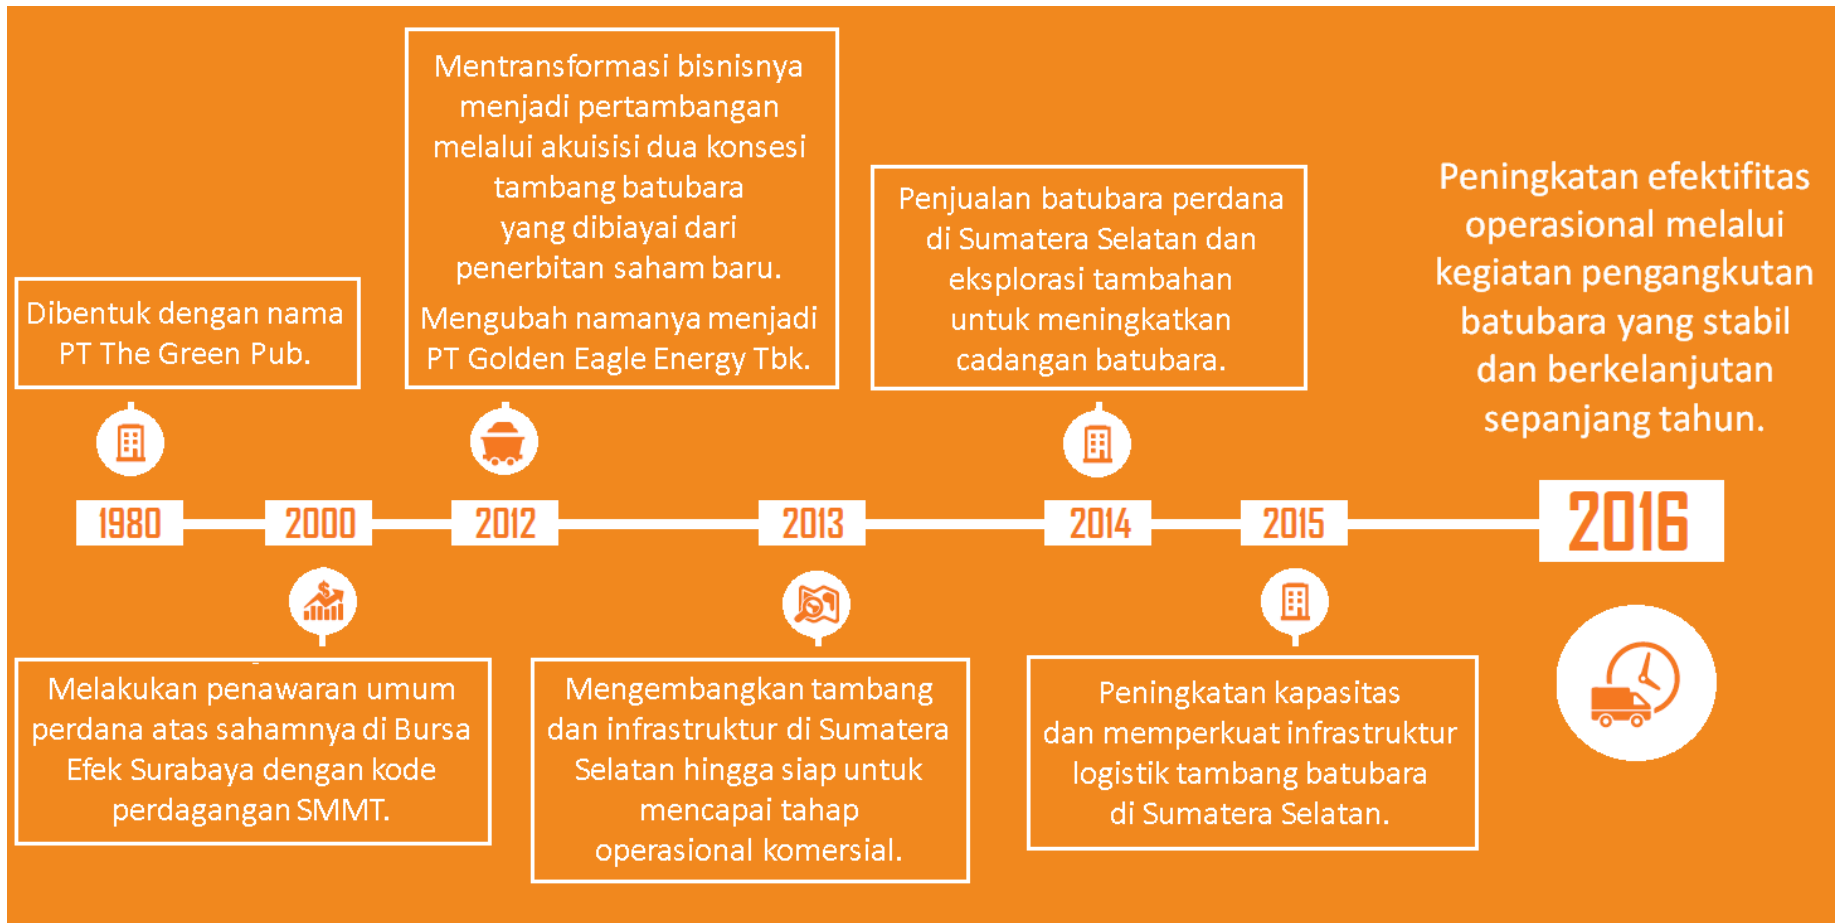 Dibentuk dengan nama
PT The Green Pub.
1980
2000
Melakukan penawaran umum
perdana atas sahamnya di Bursa
Efek Surabaya dengan kode
perdagangan SMMT.
Mentransformasi bisnisnya
menjadi pertambangan
melalui akuisisi dua konsesi
tambang batubara
yang dibiayai dari
penerbitan saham baru.
Mengubah namanya menjadi
PT Golden Eagle Energy Tbk.
2012
2013
Mengembangkan tambang
dan infrastruktur di Sumatera
Selatan hingga siap untuk
mencapai tahap
operasional komersial.
Penjualan batubara perdana
di Sumatera Selatan dan
eksplorasi tambahan
untuk meningkatkan
cadangan batubara.
2014
2015
Peningkatan kapasitas
dan memperkuat infrastruktur
logistik tambang batubara
di Sumatera Selatan.
Peningkatan efektifitas
operasional melalui
kegiatan pengangkutan
batubara yang stabil
dan berkelanjutan
sepanjang tahun.
2016